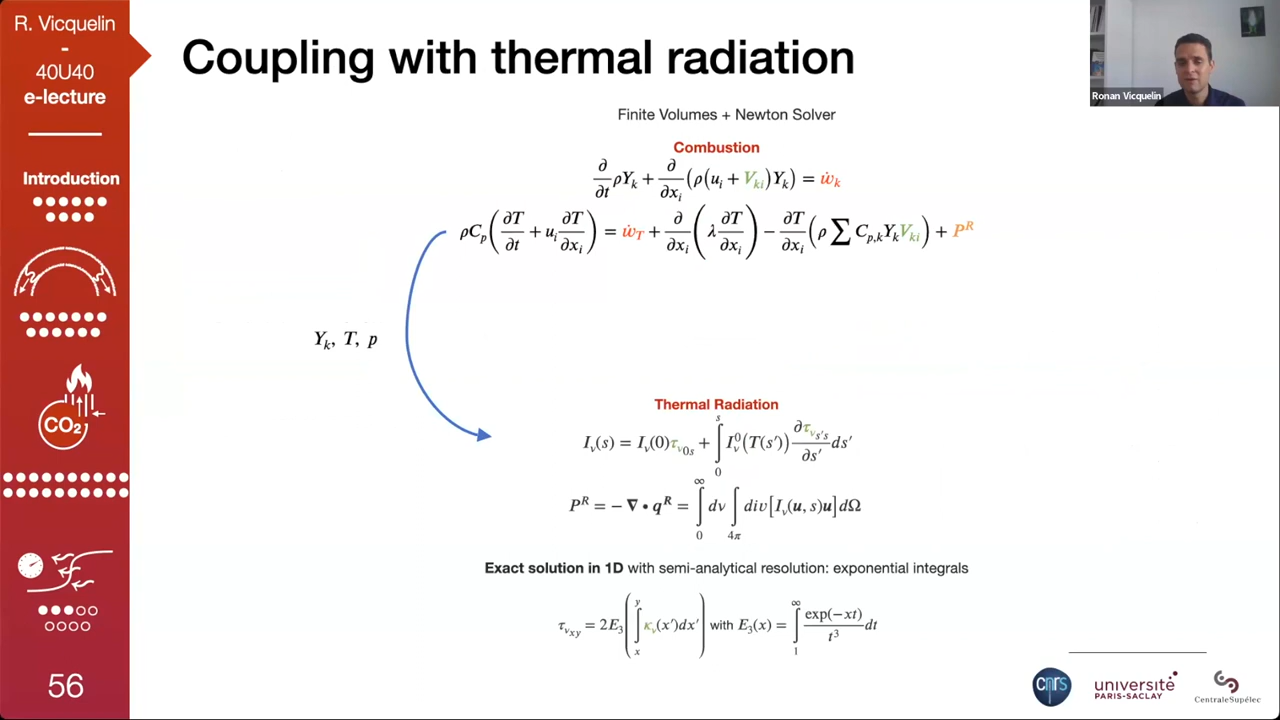 R. Vicquelin
-
40U40
e-lecture
Introduction
CO₂
56
Coupling with thermal radiation
Ronan Vicquelin
Finite Volumes + Newton Solver
Combustion
∂/∂t ρY_k + ∂/∂x_i (ρ(u_i + V_ki)Y_k) = ẇ_k
ρC_p(∂T/∂t + u_i ∂T/∂x_i) = ẇ_T + ∂/∂x_i (λ ∂T/∂x_i) − ∂T/∂x_i (ρ ∑ C_p,k Y_k V_ki) + P^R
Y_k, T, p
Thermal Radiation
I_ν(s) = I_ν(0)τ_ν0s + ∫_0^s I_ν^0(T(s′)) ∂τ_νs′s/∂s′ ds′
P^R = − ∇ • q^R = ∫_0^∞ dν ∫_4π div[I_ν(u, s)u]dΩ
Exact solution in 1D with semi-analytical resolution: exponential integrals
τ_νxy = 2E_3(∫_x^y κ_ν(x′)dx′) with E_3(x) = ∫_1^∞ exp(−xt)/t^3 dt
cnrs
université
PARIS-SACLAY
CentraleSupélec